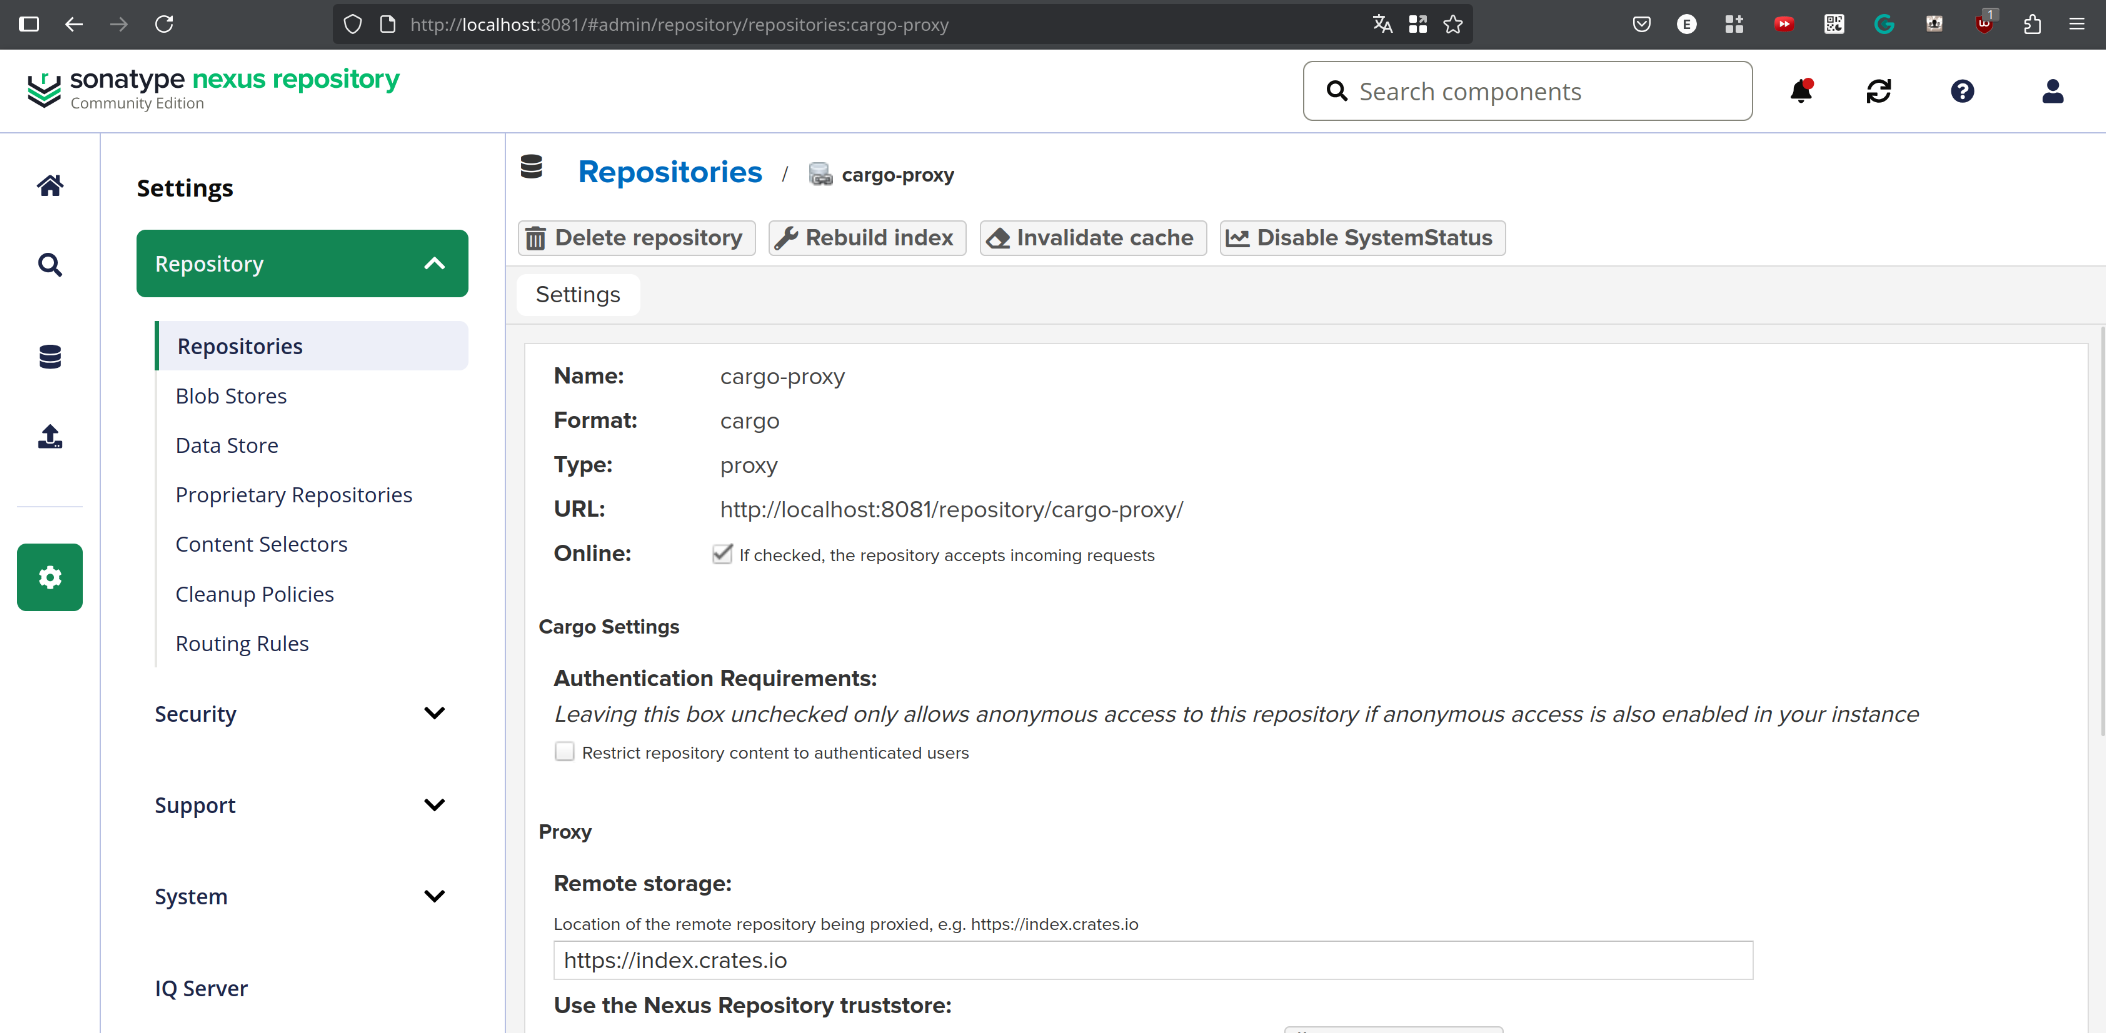 http://localhost:8081/#admin/repository/repositories:cargo-proxy
E
1
sonatype nexus repository
Community Edition
Search components
Settings
Repository
Repositories
Blob Stores
Data Store
Proprietary Repositories
Content Selectors
Cleanup Policies
Routing Rules
Security
Support
System
IQ Server
Repositories / cargo-proxy
Delete repository
Rebuild index
Invalidate cache
Disable SystemStatus
Settings
Name: cargo-proxy
Format: cargo
Type: proxy
URL: http://localhost:8081/repository/cargo-proxy/
Online: If checked, the repository accepts incoming requests
Cargo Settings
Authentication Requirements:
Leaving this box unchecked only allows anonymous access to this repository if anonymous access is also enabled in your instance
Restrict repository content to authenticated users
Proxy
Remote storage:
Location of the remote repository being proxied, e.g. https://index.crates.io
https://index.crates.io
Use the Nexus Repository truststore: